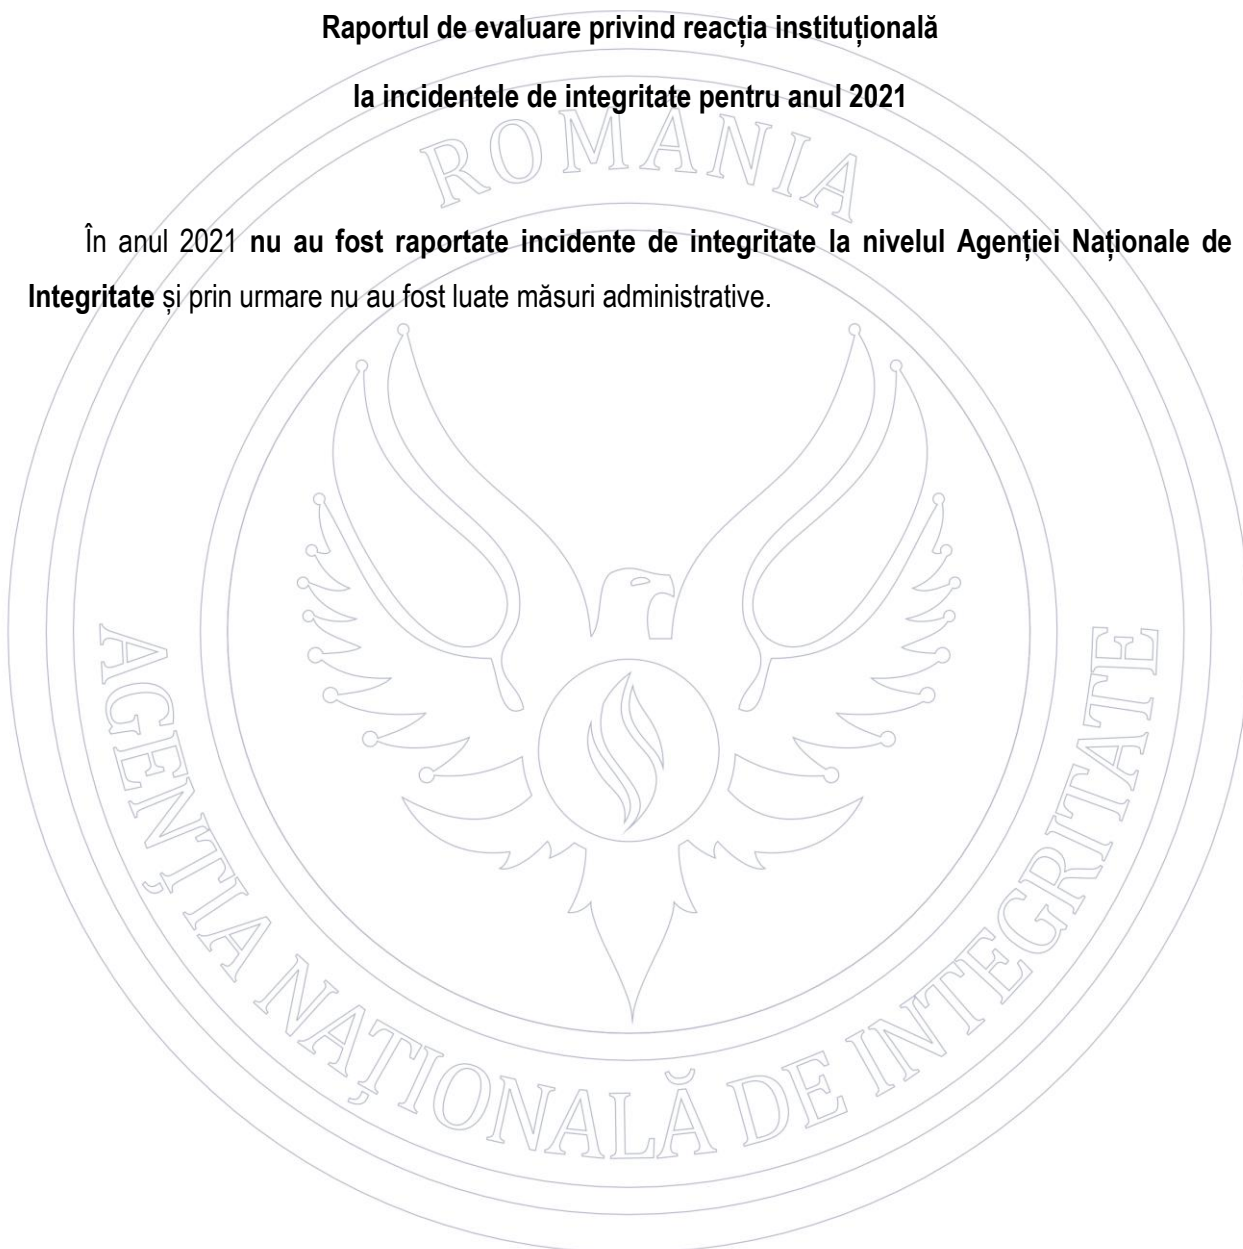 Raportul de evaluare privind reacția instituțională
la incidentele de integritate pentru anul 2021
ROMÂNIA
În anul 2021 nu au fost raportate incidente de integritate la nivelul Agenției Naționale de
Integritate și prin urmare nu au fost luate măsuri administrative.
AGENȚIA NAȚIONALĂ DE INTEGRITATE